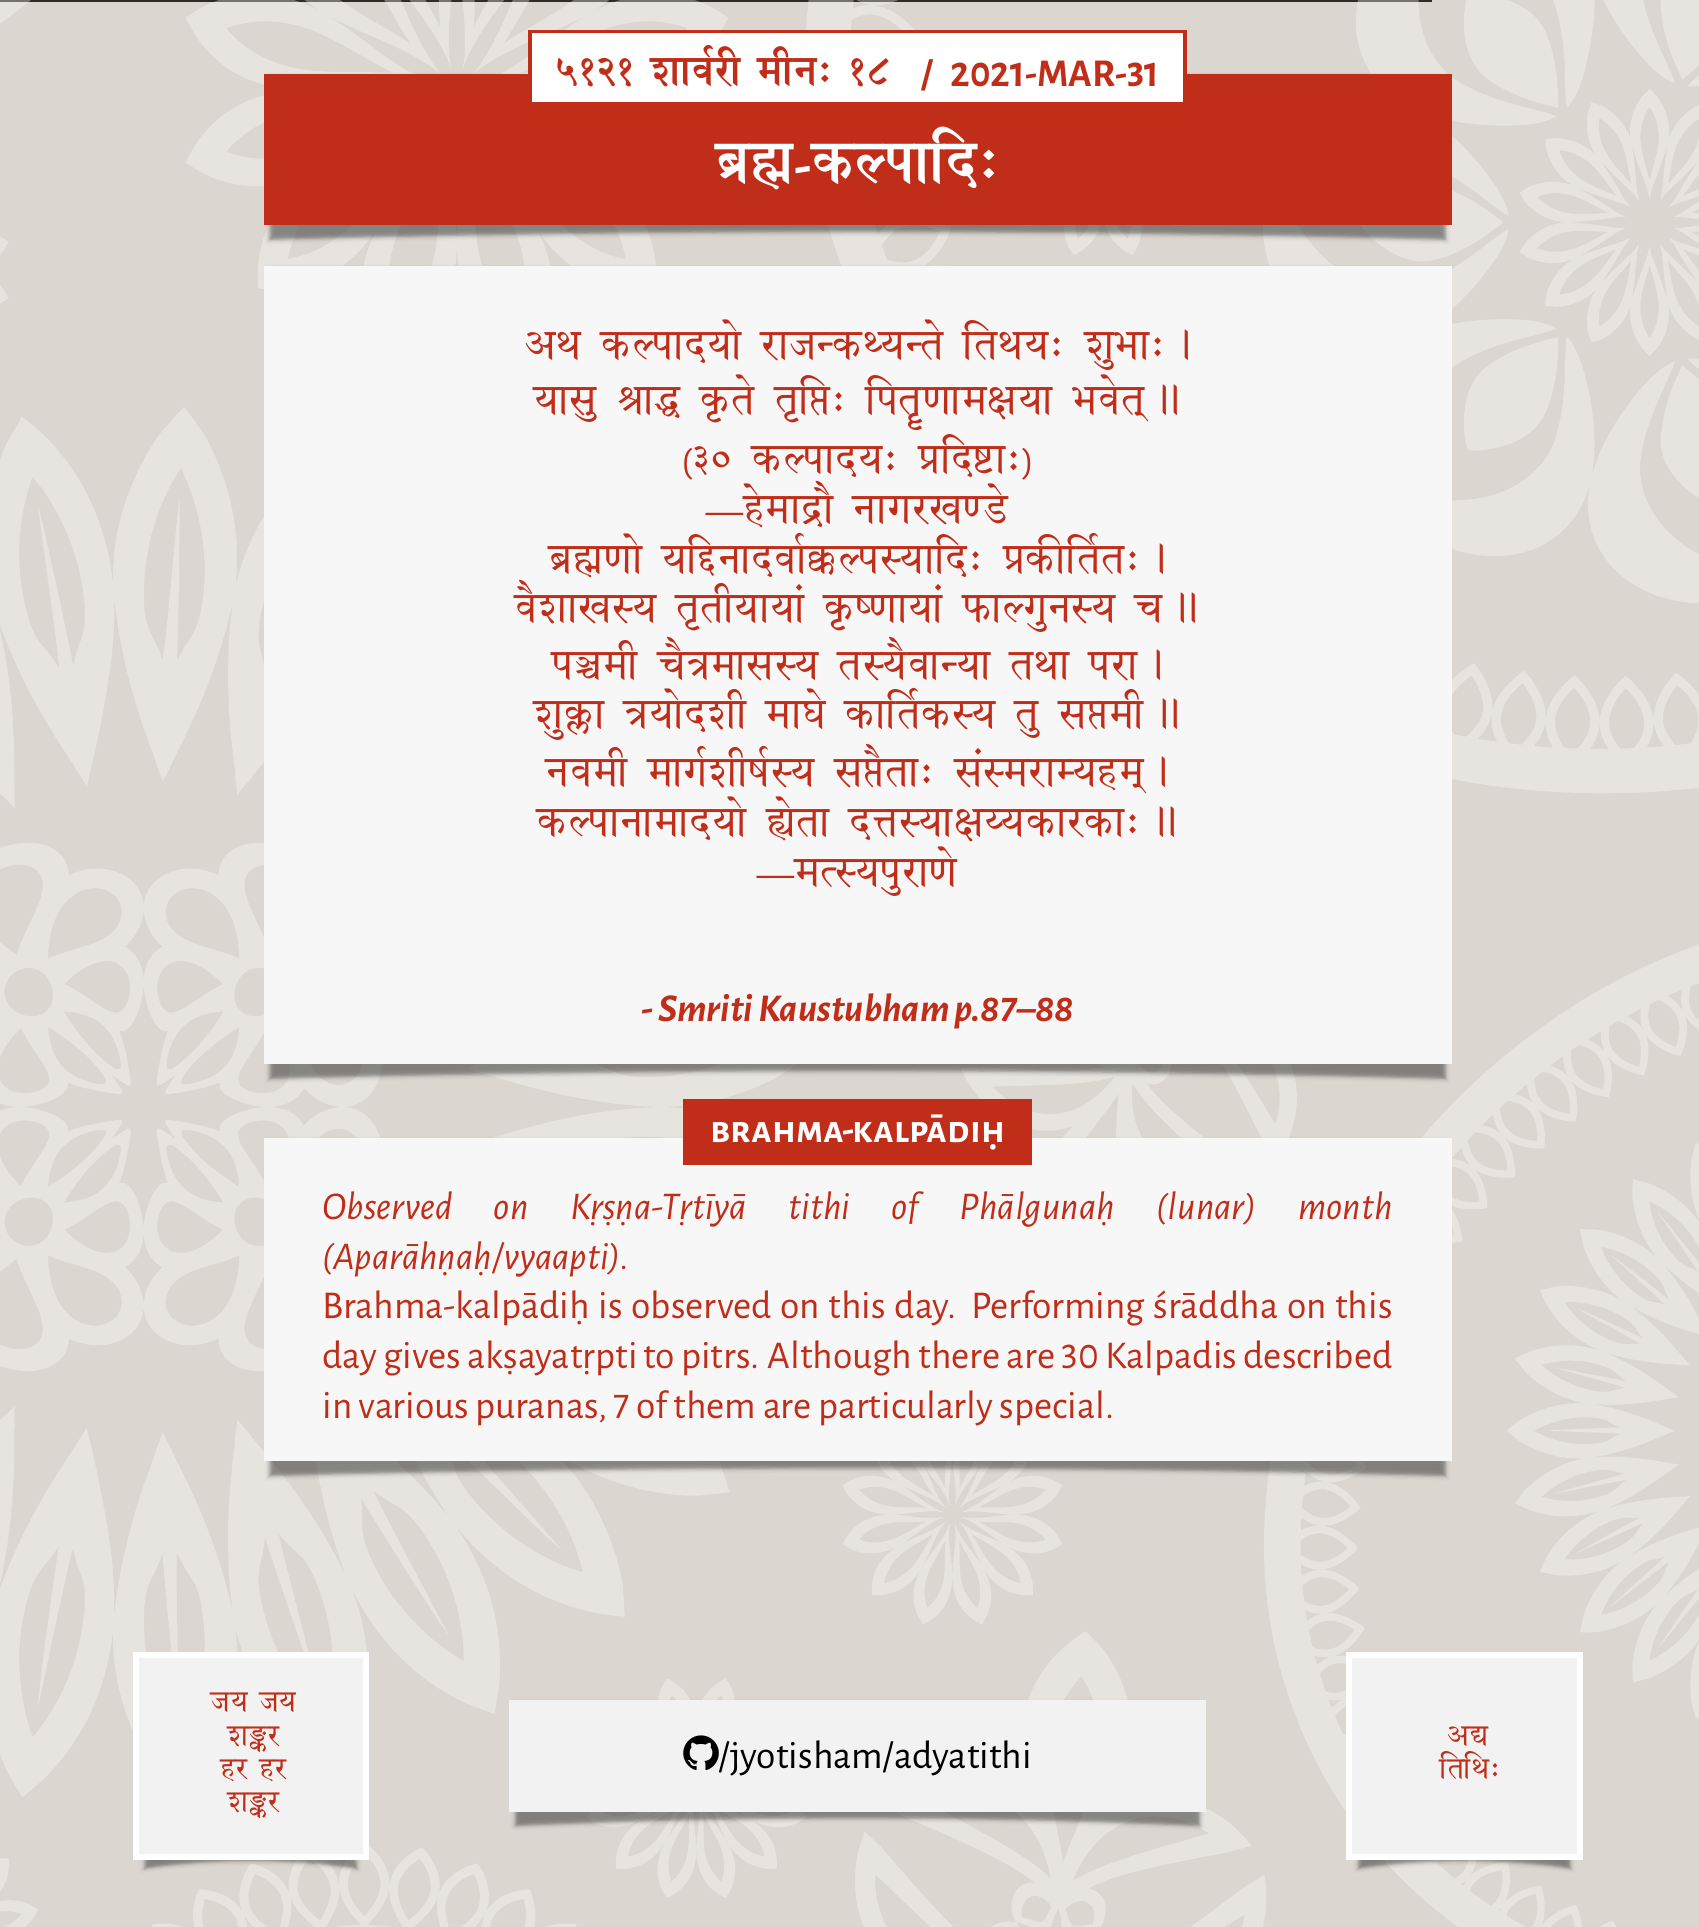 ५१२१ शार्वरी मीनः १८ / 2021-MAR-31
ब्रह्म-कल्पादिः
अथ कल्पादयो राजन्कथ्यन्ते तिथयः शुभाः ।
यासु श्राद्धे कृते तृप्तिः पितॄणामक्षया भवेत् ॥
(३० कल्पादयः प्रदिष्टाः)
—हेमाद्रौ नागरखण्डे
ब्रह्मणो यद्दिनादर्वाक्कल्पस्यादिः प्रकीर्तितः ।
वैशाखस्य तृतीयायां कृष्णायां फाल्गुनस्य च ॥
पञ्चमी चैत्रमासस्य तस्यैवान्या तथा परा ।
शुक्ला त्रयोदशी माघे कार्तिकस्य तु सप्तमी ॥
नवमी मार्गशीर्षस्य सप्तैताः संस्मराम्यहम् ।
कल्पानामादयो ह्येता दत्तस्याक्षय्यकारकाः ॥
—मत्स्यपुराणे
- Smriti Kaustubham p.87–88
BRAHMA-KALPĀDIḤ
Observed on Kṛṣṇa-Tṛtīyā tithi of Phālgunaḥ (lunar) month
(Aparāhṇaḥ/vyaapti).
Brahma-kalpādiḥ is observed on this day. Performing śrāddha on this
day gives akṣayatṛpti to pitrs. Although there are 30 Kalpadis described
in various puranas, 7 of them are particularly special.
जय जय
शङ्कर
हर हर
शङ्कर
/jyotisham/adyatithi
अद्य
तिथिः